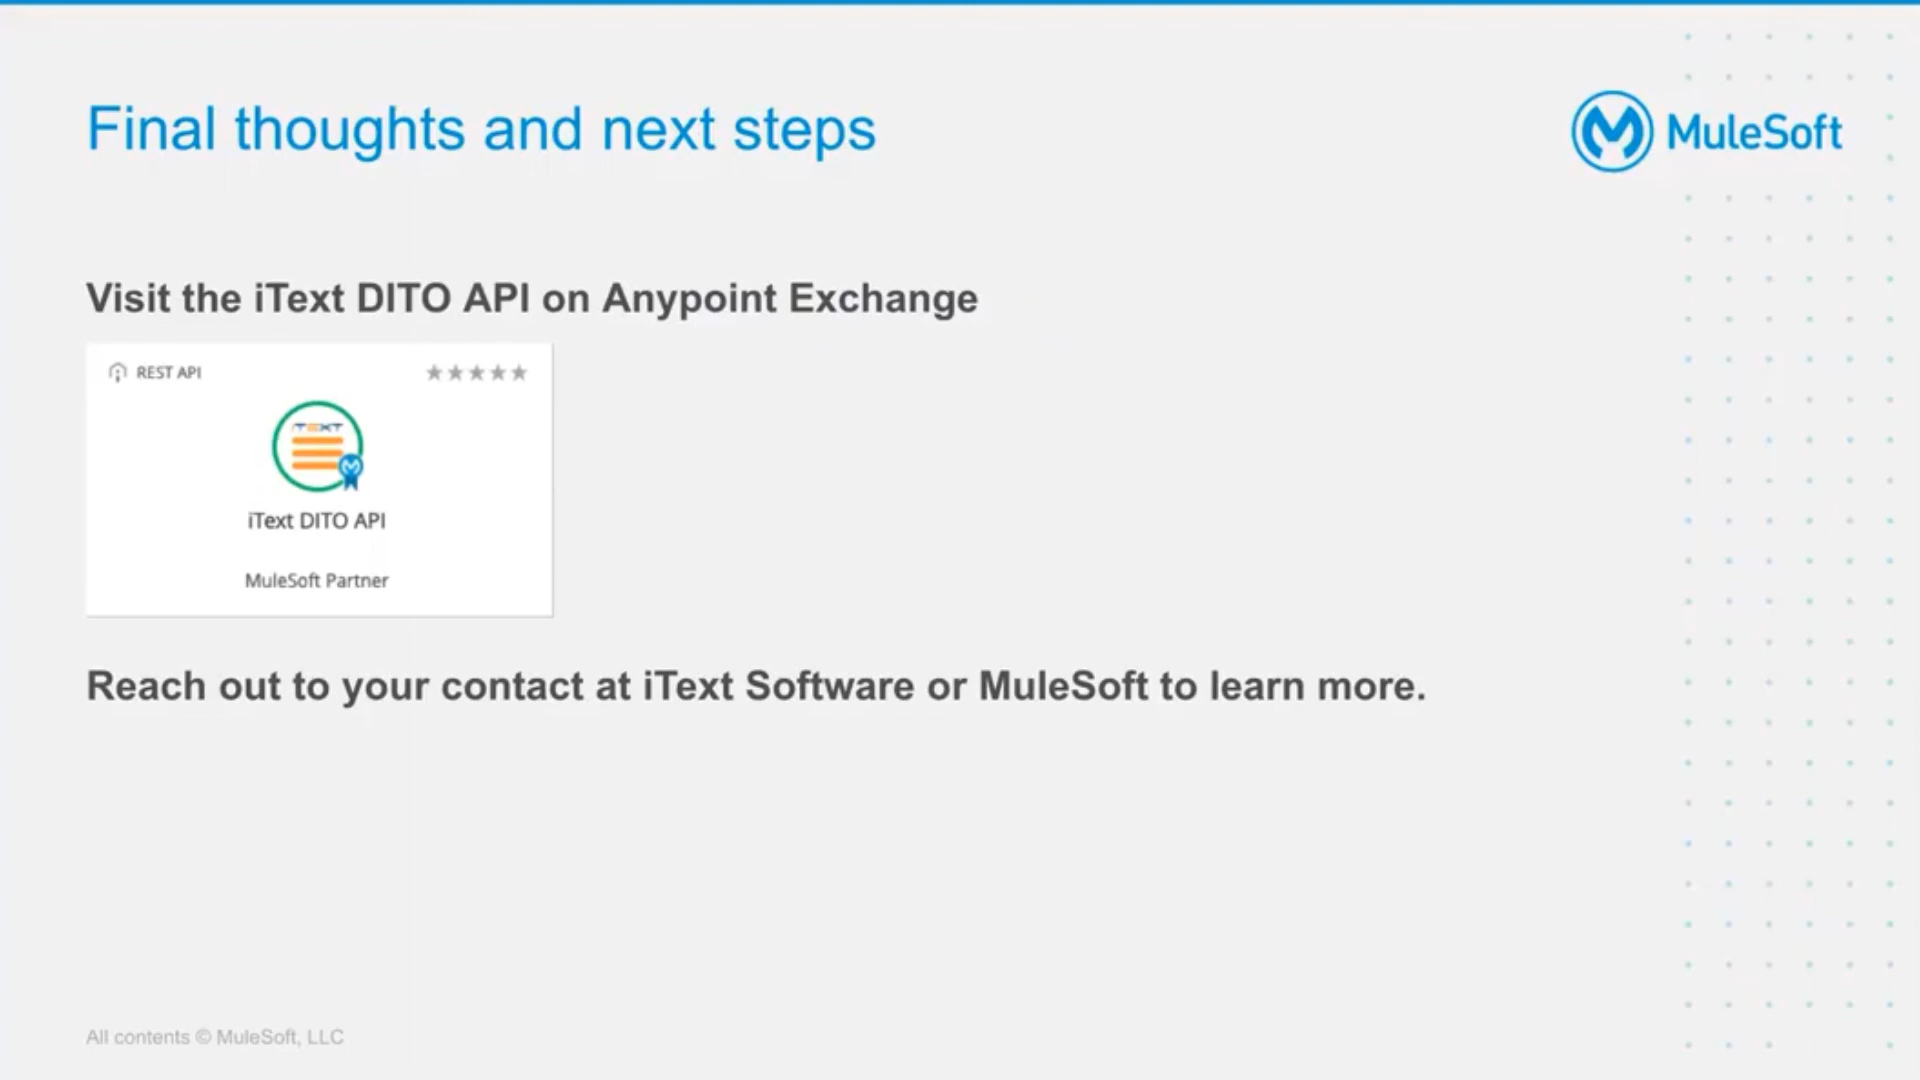 Final thoughts and next steps
MuleSoft
Visit the iText DITO API on Anypoint Exchange
REST API
iTEXT
iText DITO API
MuleSoft Partner
Reach out to your contact at iText Software or MuleSoft to learn more.
All contents © MuleSoft, LLC